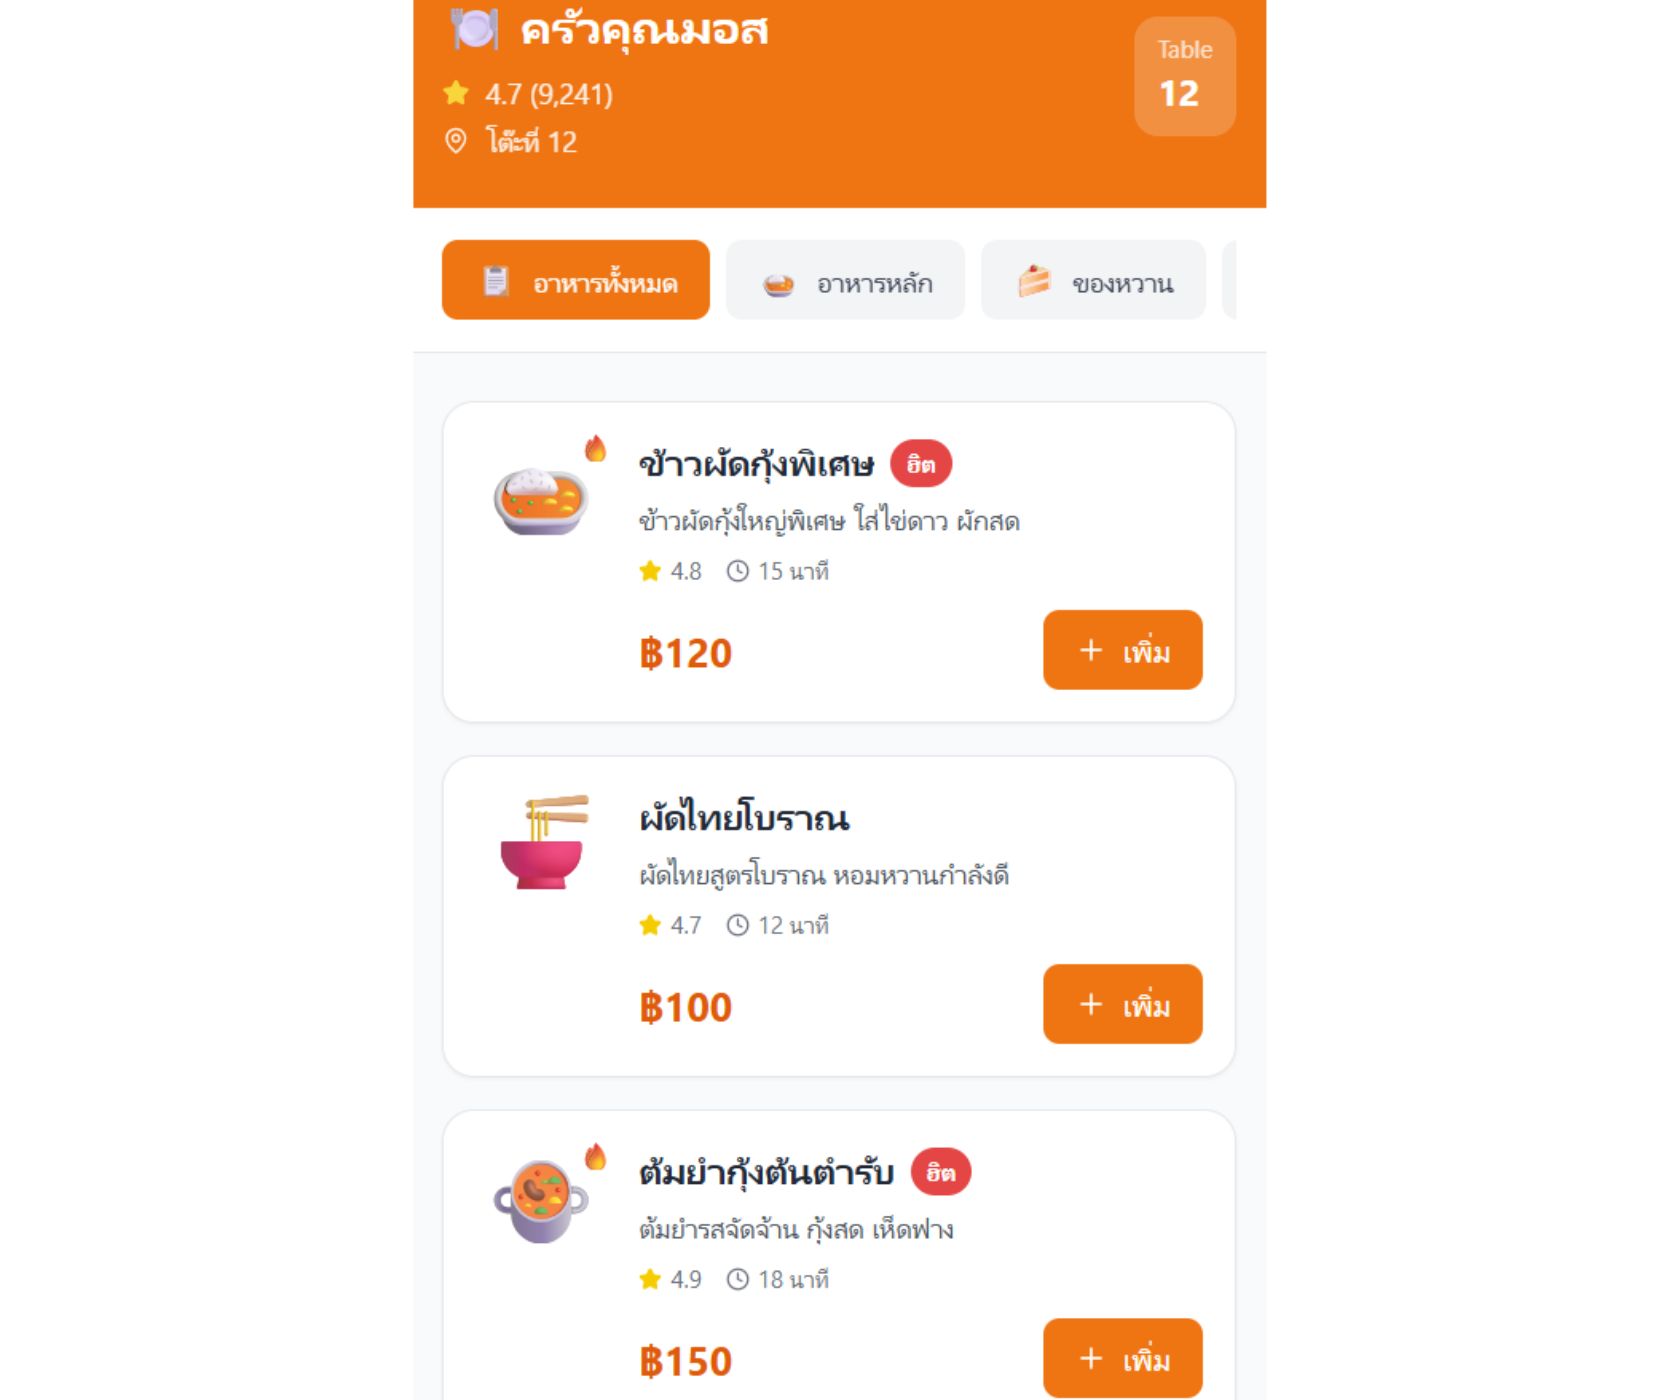 ครัวคุณมอส
4.7 (9,241)
โต๊ะที่ 12
Table
12
อาหารทั้งหมด
อาหารหลัก
ของหวาน
ข้าวผัดกุ้งพิเศษ ฮิต
ข้าวผัดกุ้งใหญ่พิเศษ ใส่ไข่ดาว ผักสด
4.8 15 นาที
฿120 + เพิ่ม
ผัดไทยโบราณ
ผัดไทยสูตรโบราณ หอมหวานกำลังดี
4.7 12 นาที
฿100 + เพิ่ม
ต้มยำกุ้งต้นตำรับ ฮิต
ต้มยำรสจัดจ้าน กุ้งสด เห็ดฟาง
4.9 18 นาที
฿150 + เพิ่ม